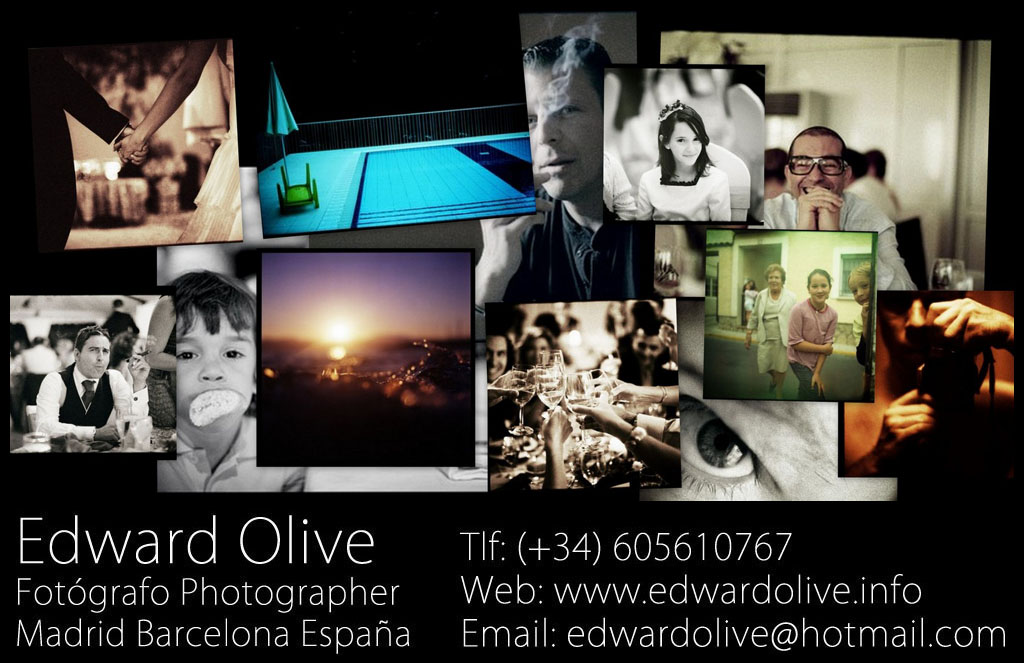 Edward Olive
Fotógrafo Photographer
Madrid Barcelona España
Tlf: (+34) 605610767
Web: www.edwardolive.info
Email: edwardolive@hotmail.com